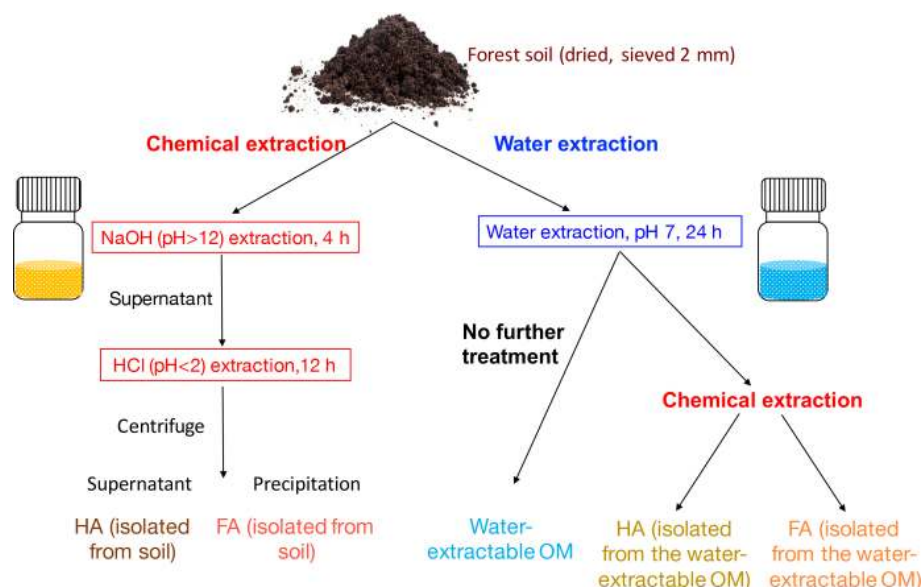 Forest soil (dried, sieved 2 mm)
Chemical extraction
Water extraction
NaOH (pH>12) extraction, 4 h
Water extraction, pH 7, 24 h
Supernatant
No further
treatment
HCl (pH<2) extraction,12 h
Chemical extraction
Centrifuge
Supernatant
Precipitation
HA (isolated
from soil)
FA (isolated from
soil)
Water-
extractable OM
HA (isolated
from the water-
extractable OM)
FA (isolated
from the water-
extractable OM)